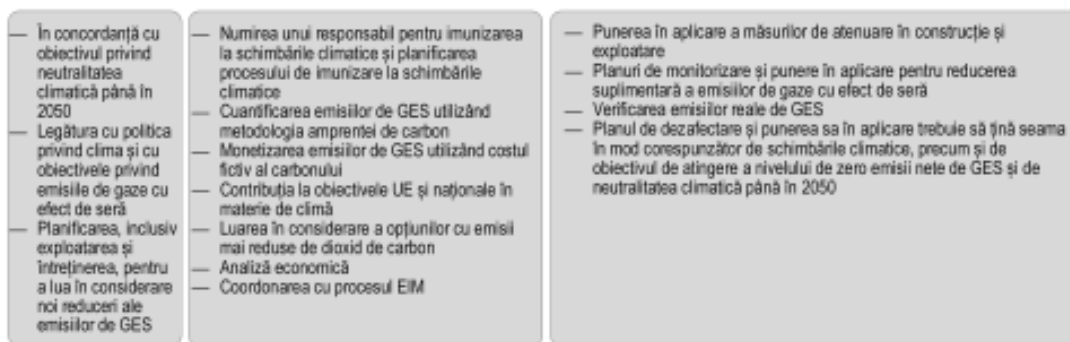 — În concordanță cu
obiectivul privind
neutralitatea
climatică până în
2050
— Legătura cu politica
privind clima și cu
obiectivele privind
emisiile de gaze cu
efect de seră
— Planificarea, inclusiv
exploatarea și
întreținerea, pentru
a lua în considerare
noi reduceri ale
emisiilor de GES
— Numirea unui responsabil pentru imunizarea
la schimbările climatice și planificarea
procesului de imunizare la schimbările
climatice
— Cuantificarea emisiilor de GES utilizând
metodologia amprentei de carbon
— Monetizarea emisiilor de GES utilizând costul
fictiv al carbonului
— Contribuția la obiectivele UE și naționale în
materie de climă
— Luarea în considerare a opțiunilor cu emisii
mai reduse de dioxid de carbon
— Analiză economică
— Coordonarea cu procesul EIM
— Punerea în aplicare a măsurilor de atenuare în construcție și
exploatare
— Planuri de monitorizare și punere în aplicare pentru reducerea
suplimentară a emisiilor de gaze cu efect de seră
— Verificarea emisiilor reale de GES
— Planul de dezafectare și punerea sa în aplicare trebuie să țină seama
în mod corespunzător de schimbările climatice, precum și de
obiectivul de atingere a nivelului de zero emisii nete de GES și de
neutralitatea climatică până în 2050